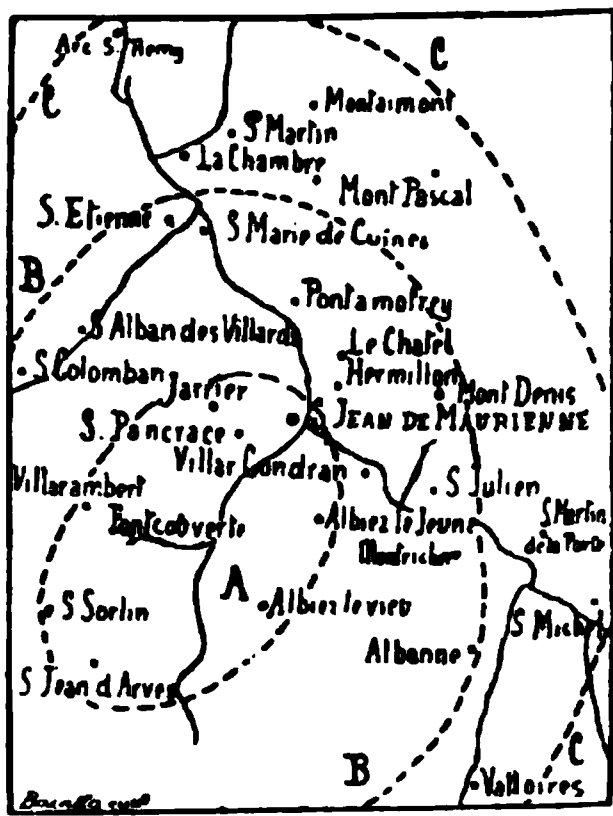 Arc S. Remy
C
C
Montaimont
S Martin
La Chambre
Mont Pascal
S. Etienne
S Marie de Cuines
B
Pontamofrey
S Alban des Villards
Le Chatel
S Colomban
Hermillon
Jarrier
Mont Denis
JEAN DE MAURIENNE
S. Pancrace
Villar Gondran
Villarambert
S Julien
S Martin
de la Porte
Fontcouverte
Albiez le Jeune
Montricher
A
Albiez le vieu
S Sorlin
S Michel
Albanne
S Jean d Arves
B
C
Valloires